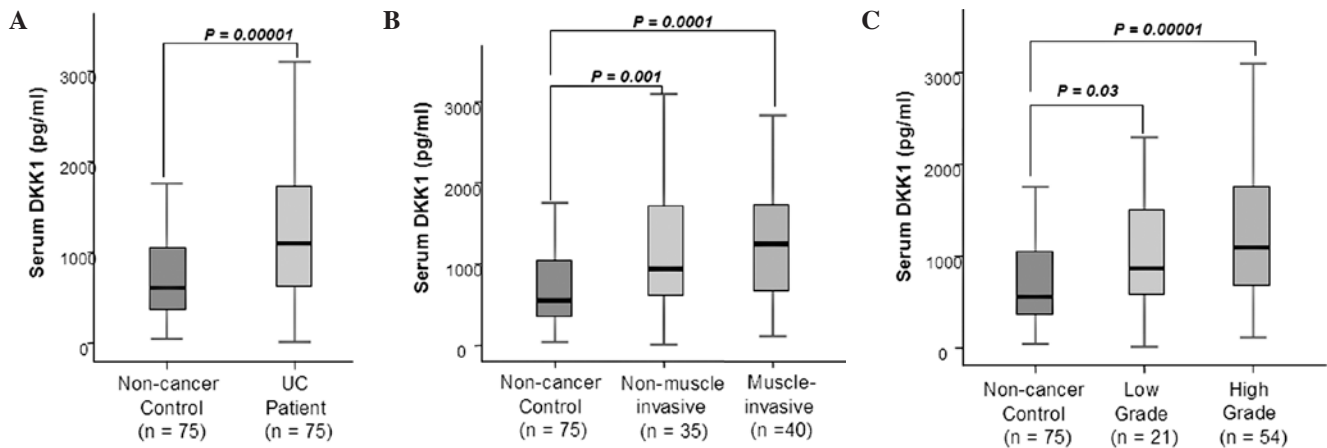 A
P = 0.00001
Serum DKK1 (pg/ml)
3000
2000
1000
0
Non-cancer
Control
(n = 75)
UC
Patient
(n = 75)
B
P = 0.0001
P = 0.001
Serum DKK1 (pg/ml)
3000
2000
1000
0
Non-cancer
Control
(n = 75)
Non-muscle
invasive
(n = 35)
Muscle-
invasive
(n =40)
C
P = 0.00001
P = 0.03
Serum DKK1 (pg/ml)
3000
2000
1000
0
Non-cancer
Control
(n = 75)
Low
Grade
(n = 21)
High
Grade
(n = 54)